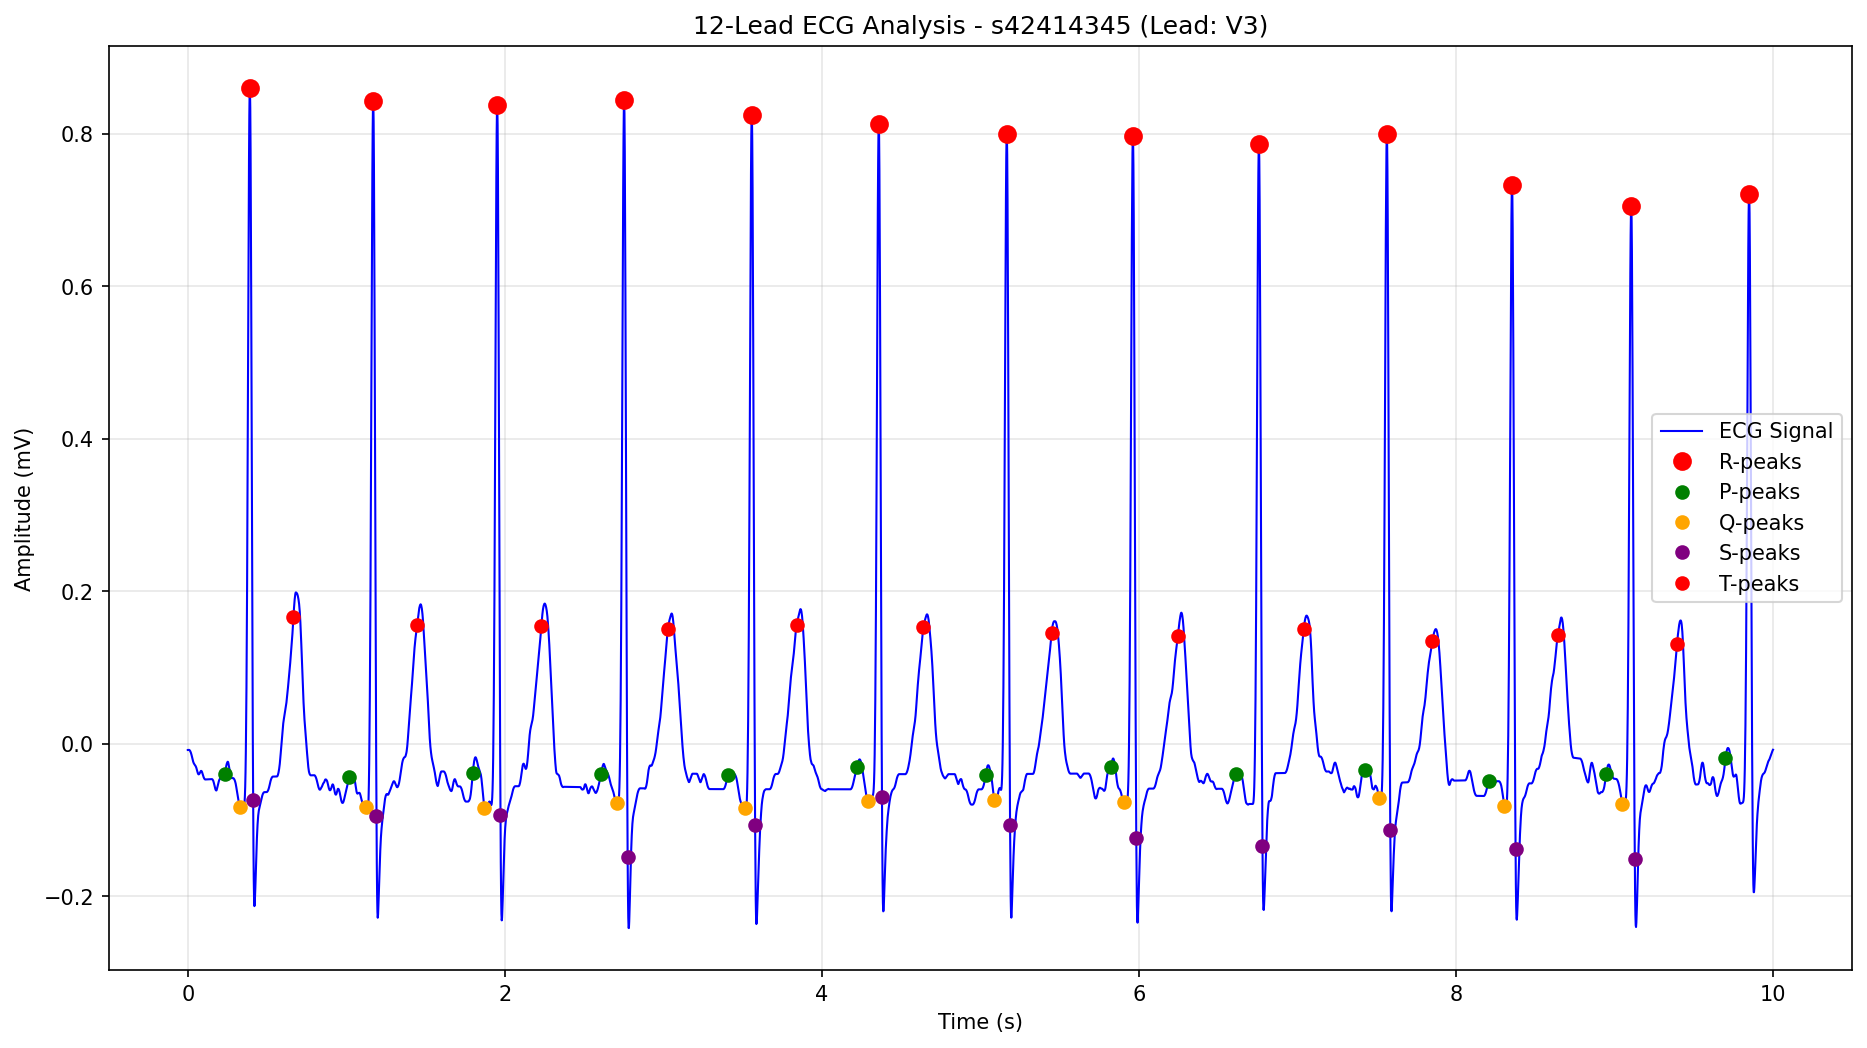 12-Lead ECG Analysis - s42414345 (Lead: V3)
Amplitude (mV)
0.8
0.6
0.4
0.2
0.0
−0.2
ECG Signal
R-peaks
P-peaks
Q-peaks
S-peaks
T-peaks
0 2 4 6 8 10
Time (s)